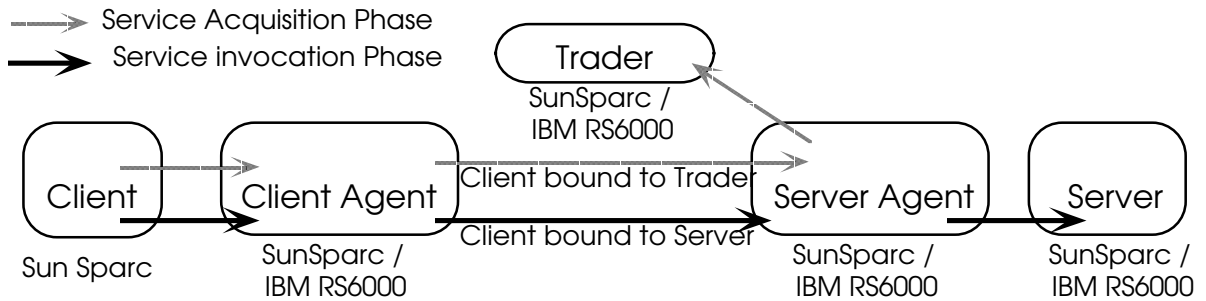 Service Acquisition Phase
Service invocation Phase
Trader
SunSparc /
IBM RS6000
Client
Client Agent
Client bound to Trader
Server Agent
Server
Client bound to Server
Sun Sparc
SunSparc /
IBM RS6000
SunSparc /
IBM RS6000
SunSparc /
IBM RS6000